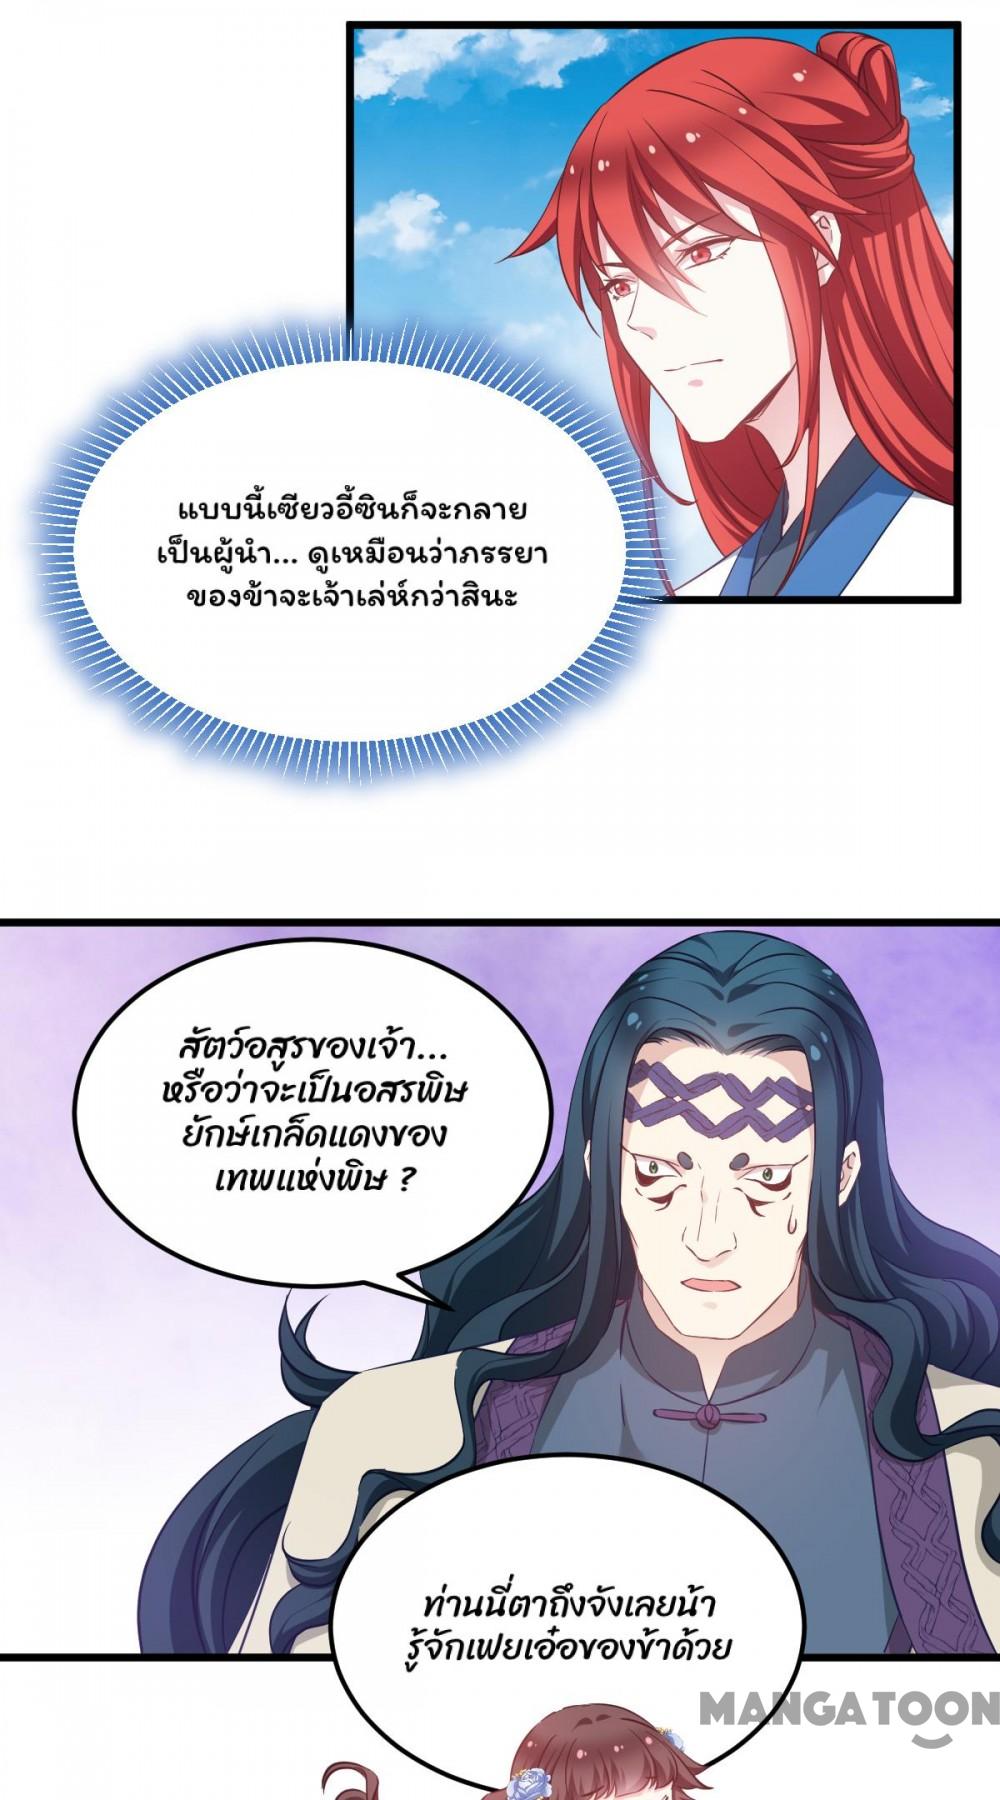 แบบนี้เซียวอี้ซินก็จะกลาย
เป็นผู้นำ... ดูเหมือนว่าภรรยา
ของข้าจะเจ้าเล่ห์กว่าสินะ
สัตว์อสูรของเจ้า...
หรือว่าจะเป็นอสรพิษ
ยักษ์เกล็ดแดงของ
เทพแห่งพิษ ?
ท่านนี่ตาถึงจังเลยน้า
รู้จักเฟยเอ๋อของข้าด้วย
MANGATOON